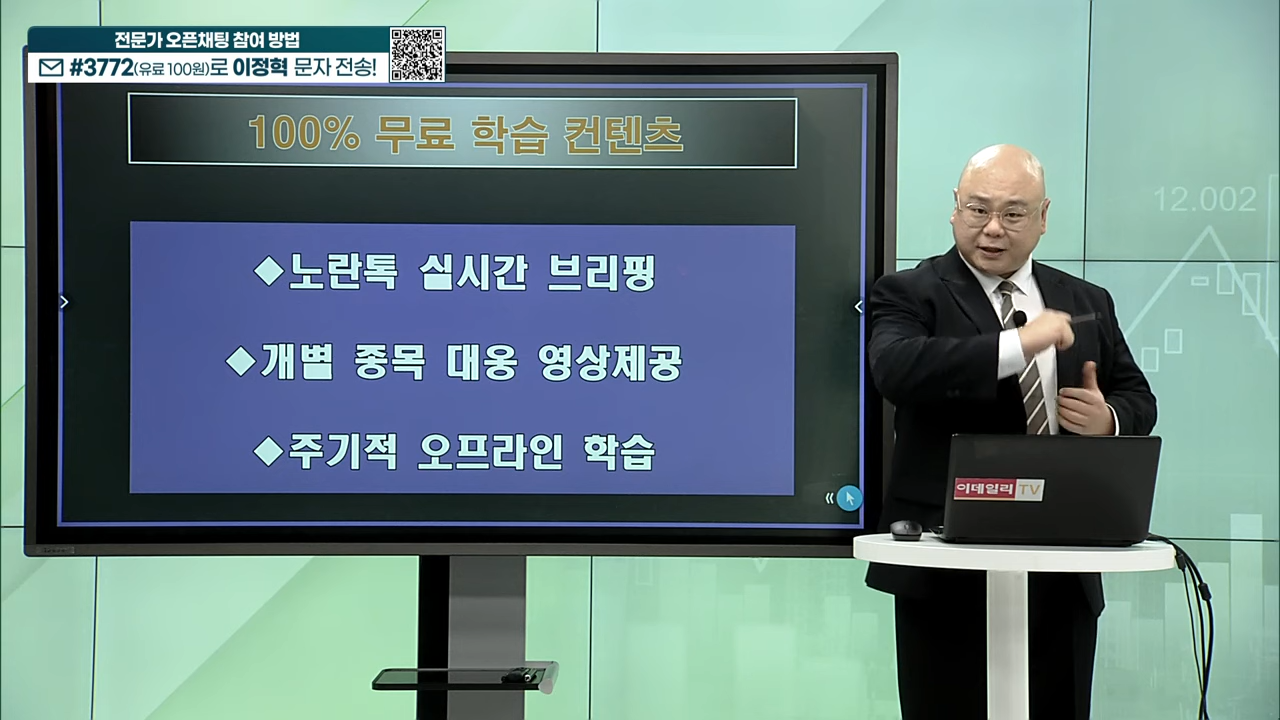 전문가 오픈채팅 참여 방법
#3772(유료 100원)로 이정혁 문자 전송!
100% 무료 학습 컨텐츠
◆노란톡 실시간 브리핑
◆개별 종목 대응 영상제공
◆주기적 오프라인 학습
12.002
이데일리TV